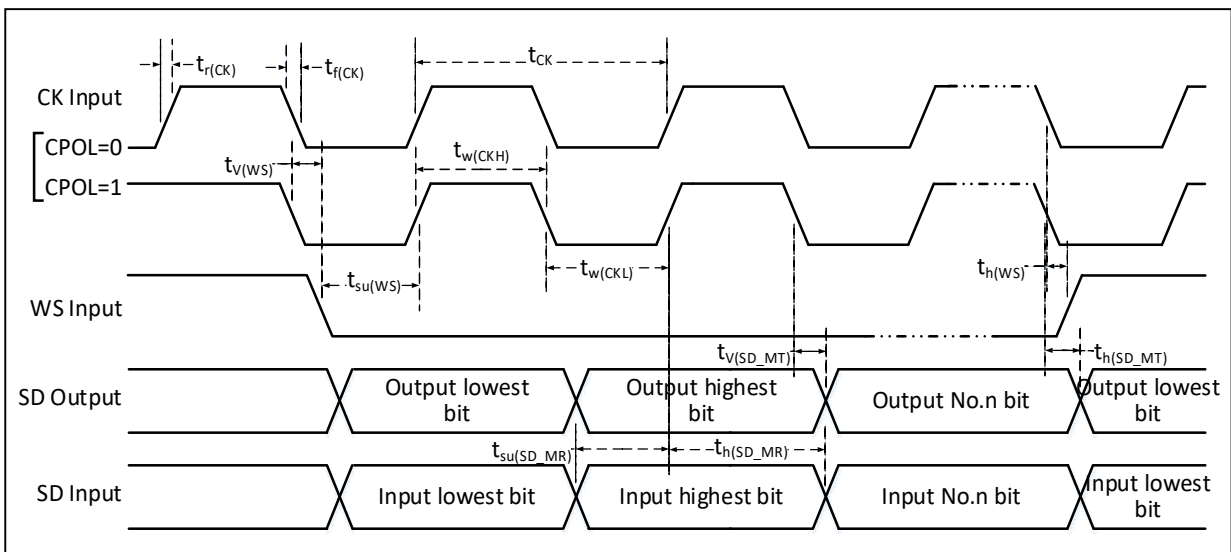 tr(CK)
tf(CK)
tCK
CK Input
CPOL=0
CPOL=1
tV(WS)
tw(CKH)
tsu(WS)
tw(CKL)
th(WS)
WS Input
tV(SD_MT)
th(SD_MT)
SD Output
Output lowest
bit
Output highest
bit
Output No.n bit
Output lowest
bit
tsu(SD_MR)
th(SD_MR)
SD Input
Input lowest bit
Input highest bit
Input No.n bit
Input lowest
bit